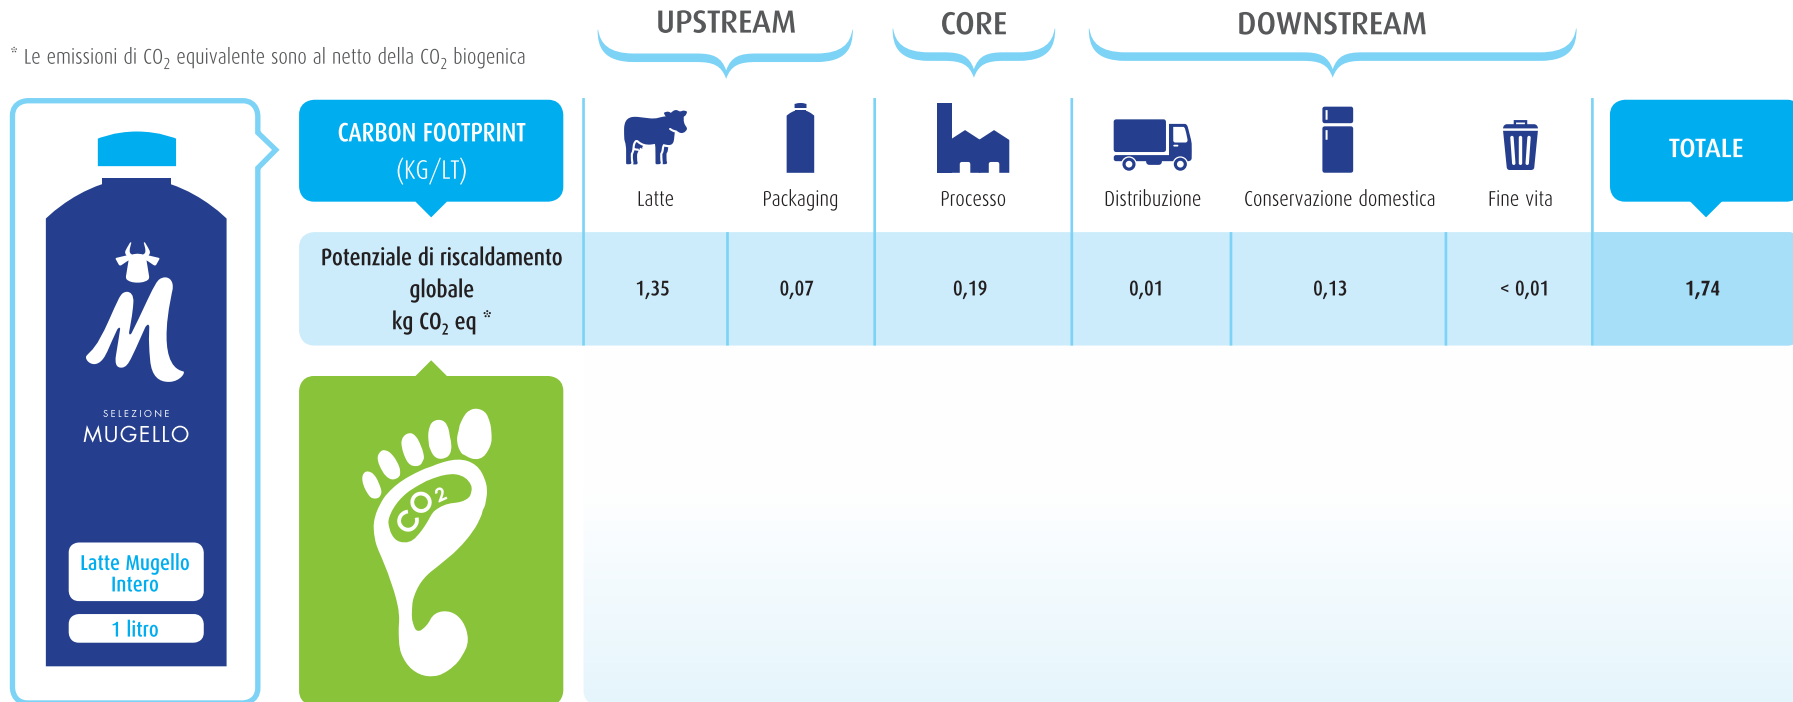 UPSTREAM
CORE
DOWNSTREAM
* Le emissioni di CO₂ equivalente sono al netto della CO₂ biogenica
CARBON FOOTPRINT
(KG/LT)
Latte
Packaging
Processo
Distribuzione
Conservazione domestica
Fine vita
TOTALE
Potenziale di riscaldamento
globale
kg CO₂ eq *
1,35
0,07
0,19
0,01
0,13
< 0,01
1,74
M
SELEZIONE
MUGELLO
Latte Mugello
Intero
1 litro
CO₂